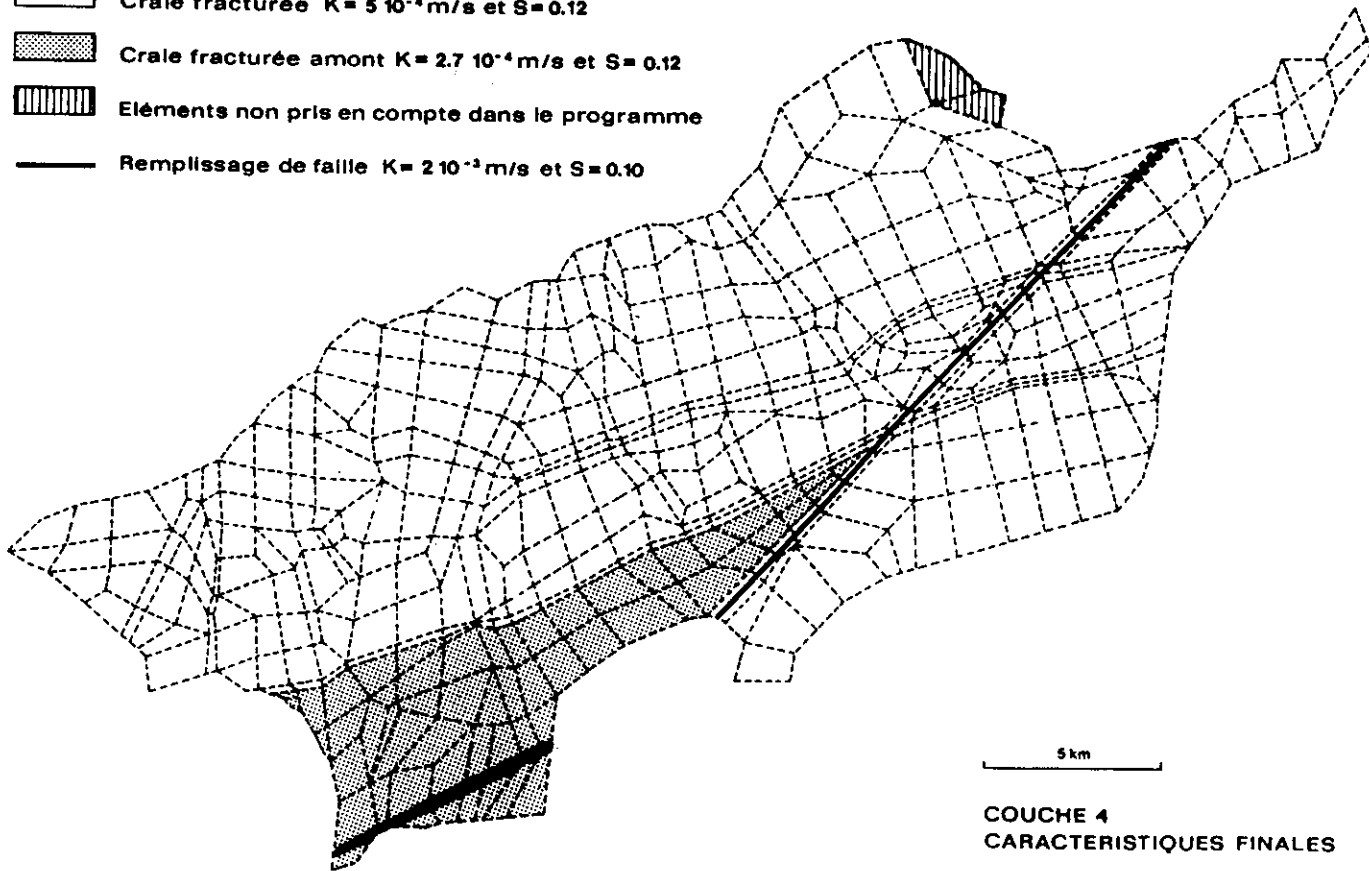 Craie fracturée K= 5 10⁻⁴ m/s et S=0.12
Craie fracturée amont K= 2.7 10⁻⁴ m/s et S= 0.12
Eléments non pris en compte dans le programme
Remplissage de faille K= 2 10⁻³ m/s et S=0.10
5 km
COUCHE 4
CARACTERISTIQUES FINALES